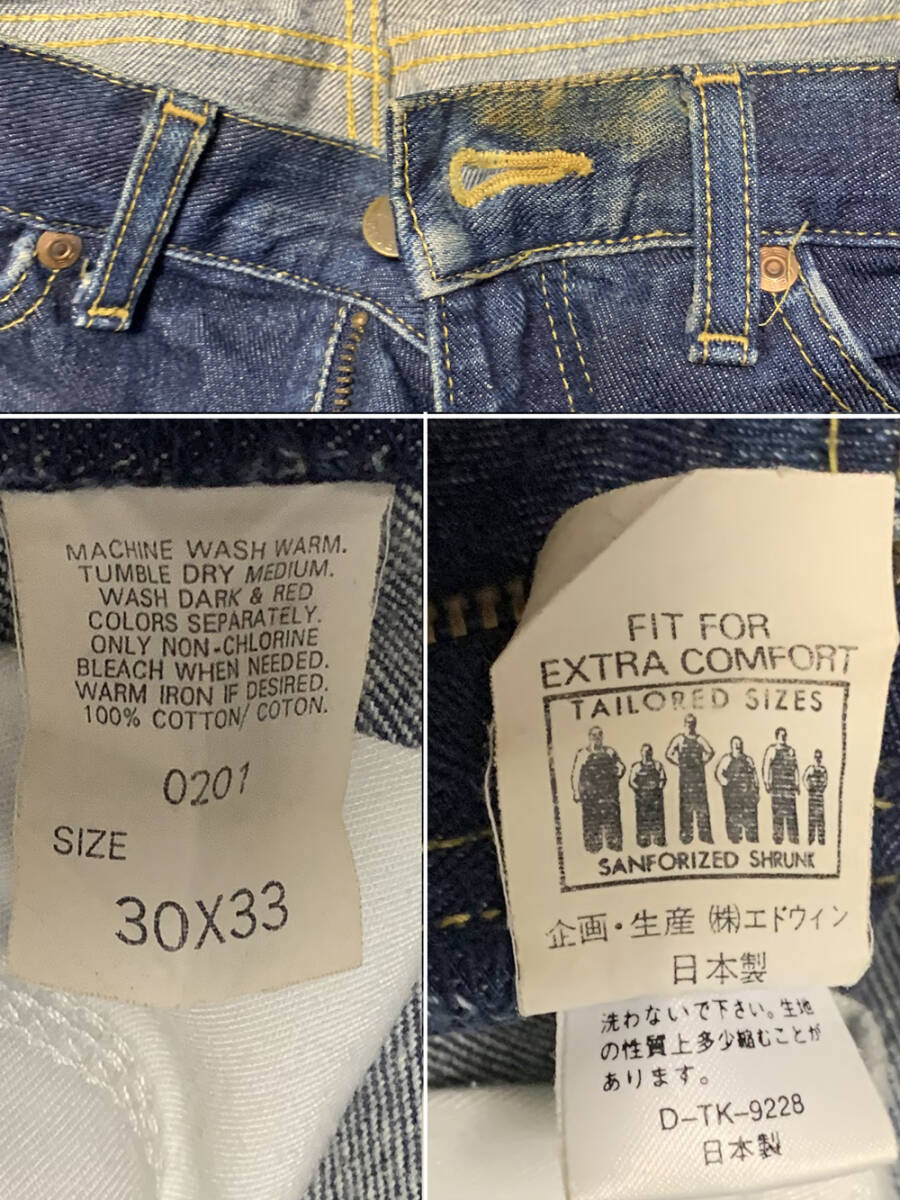 MACHINE WASH WARM.
TUMBLE DRY MEDIUM.
WASH DARK & RED
COLORS SEPARATELY.
ONLY NON-CHLORINE
BLEACH WHEN NEEDED.
WARM IRON IF DESIRED.
100% COTTON/ COTON.
0201
SIZE
30X33
FIT FOR
EXTRA COMFORT
TAILORED SIZES
SANFORIZED SHRUNK
企画・生産 ㈱エドウィン
日本製
洗わないで下さい。生地
の性質上多少縮むことが
あります。
D-TK-9228
日本製